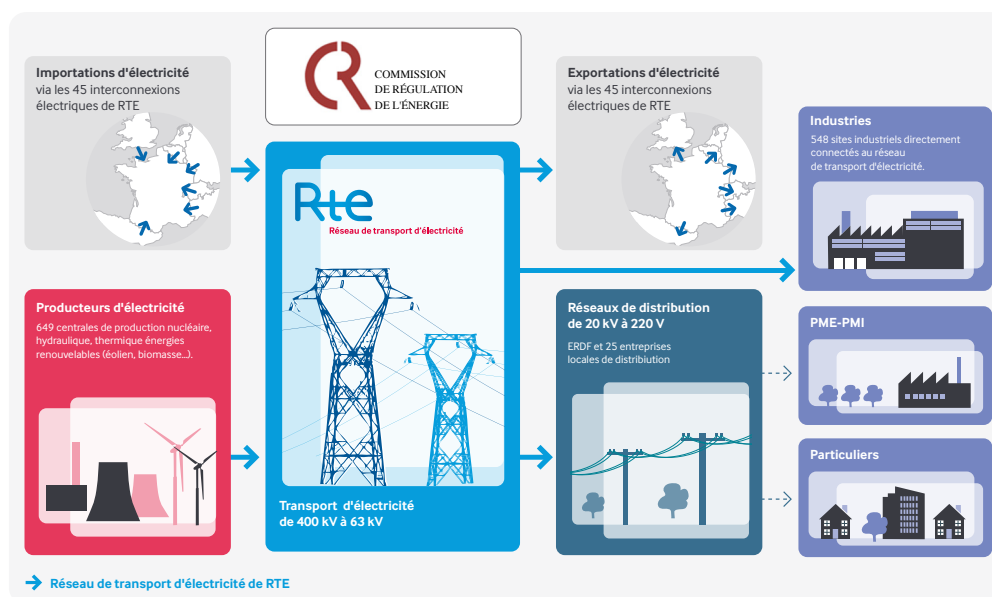 Importations d'électricité
via les 45 interconnexions
électriques de RTE
COMMISSION
DE RÉGULATION
DE L'ÉNERGIE
Exportations d'électricité
via les 45 interconnexions
électriques de RTE
Industries
548 sites industriels directement
connectés au réseau
de transport d'électricité.
Rte
Réseau de transport d'électricité
Producteurs d'électricité
649 centrales de production nucléaire,
hydraulique, thermique énergies
renouvelables (éolien, biomasse...).
Transport d'électricité
de 400 kV à 63 kV
Réseaux de distribution
de 20 kV à 220 V
ERDF et 25 entreprises
locales de distribiution
PME-PMI
Particuliers
Réseau de transport d'électricité de RTE